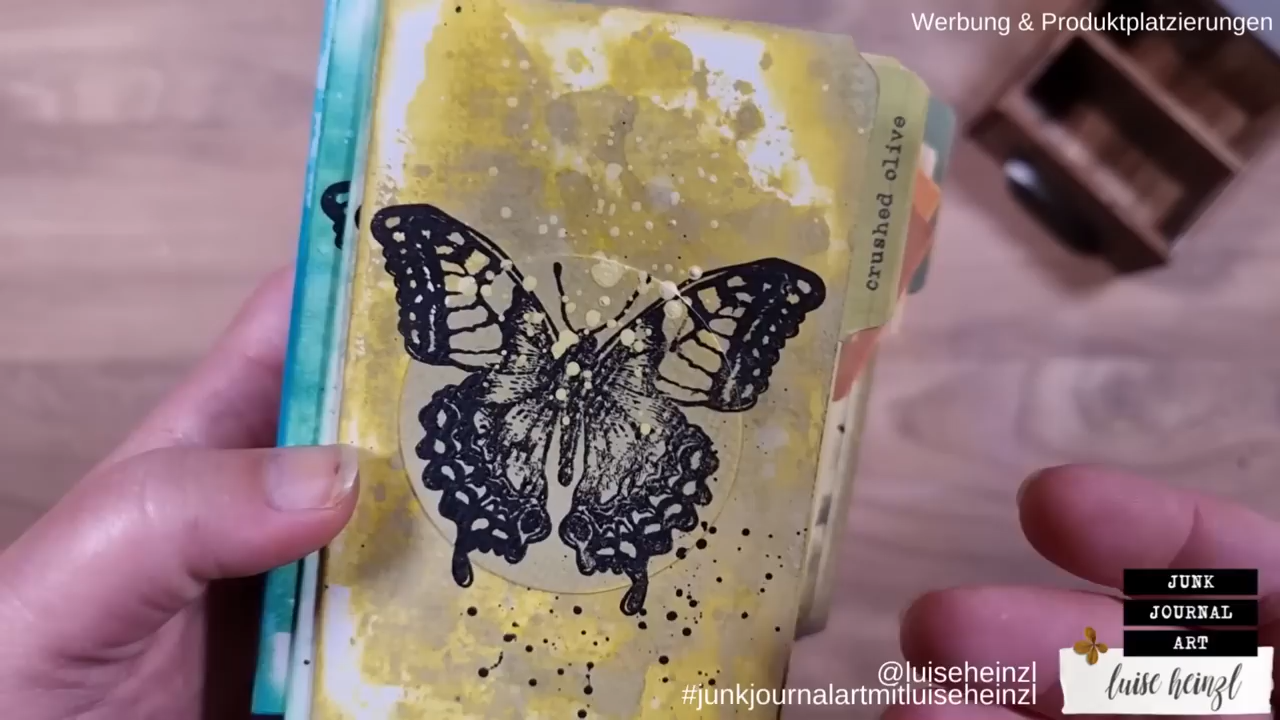 Werbung & Produktplatzierungen
crushed olive
@luiseheinzl
#junkjournalartmitluiseheinzl
JUNK
JOURNAL
ART
luise heinzl